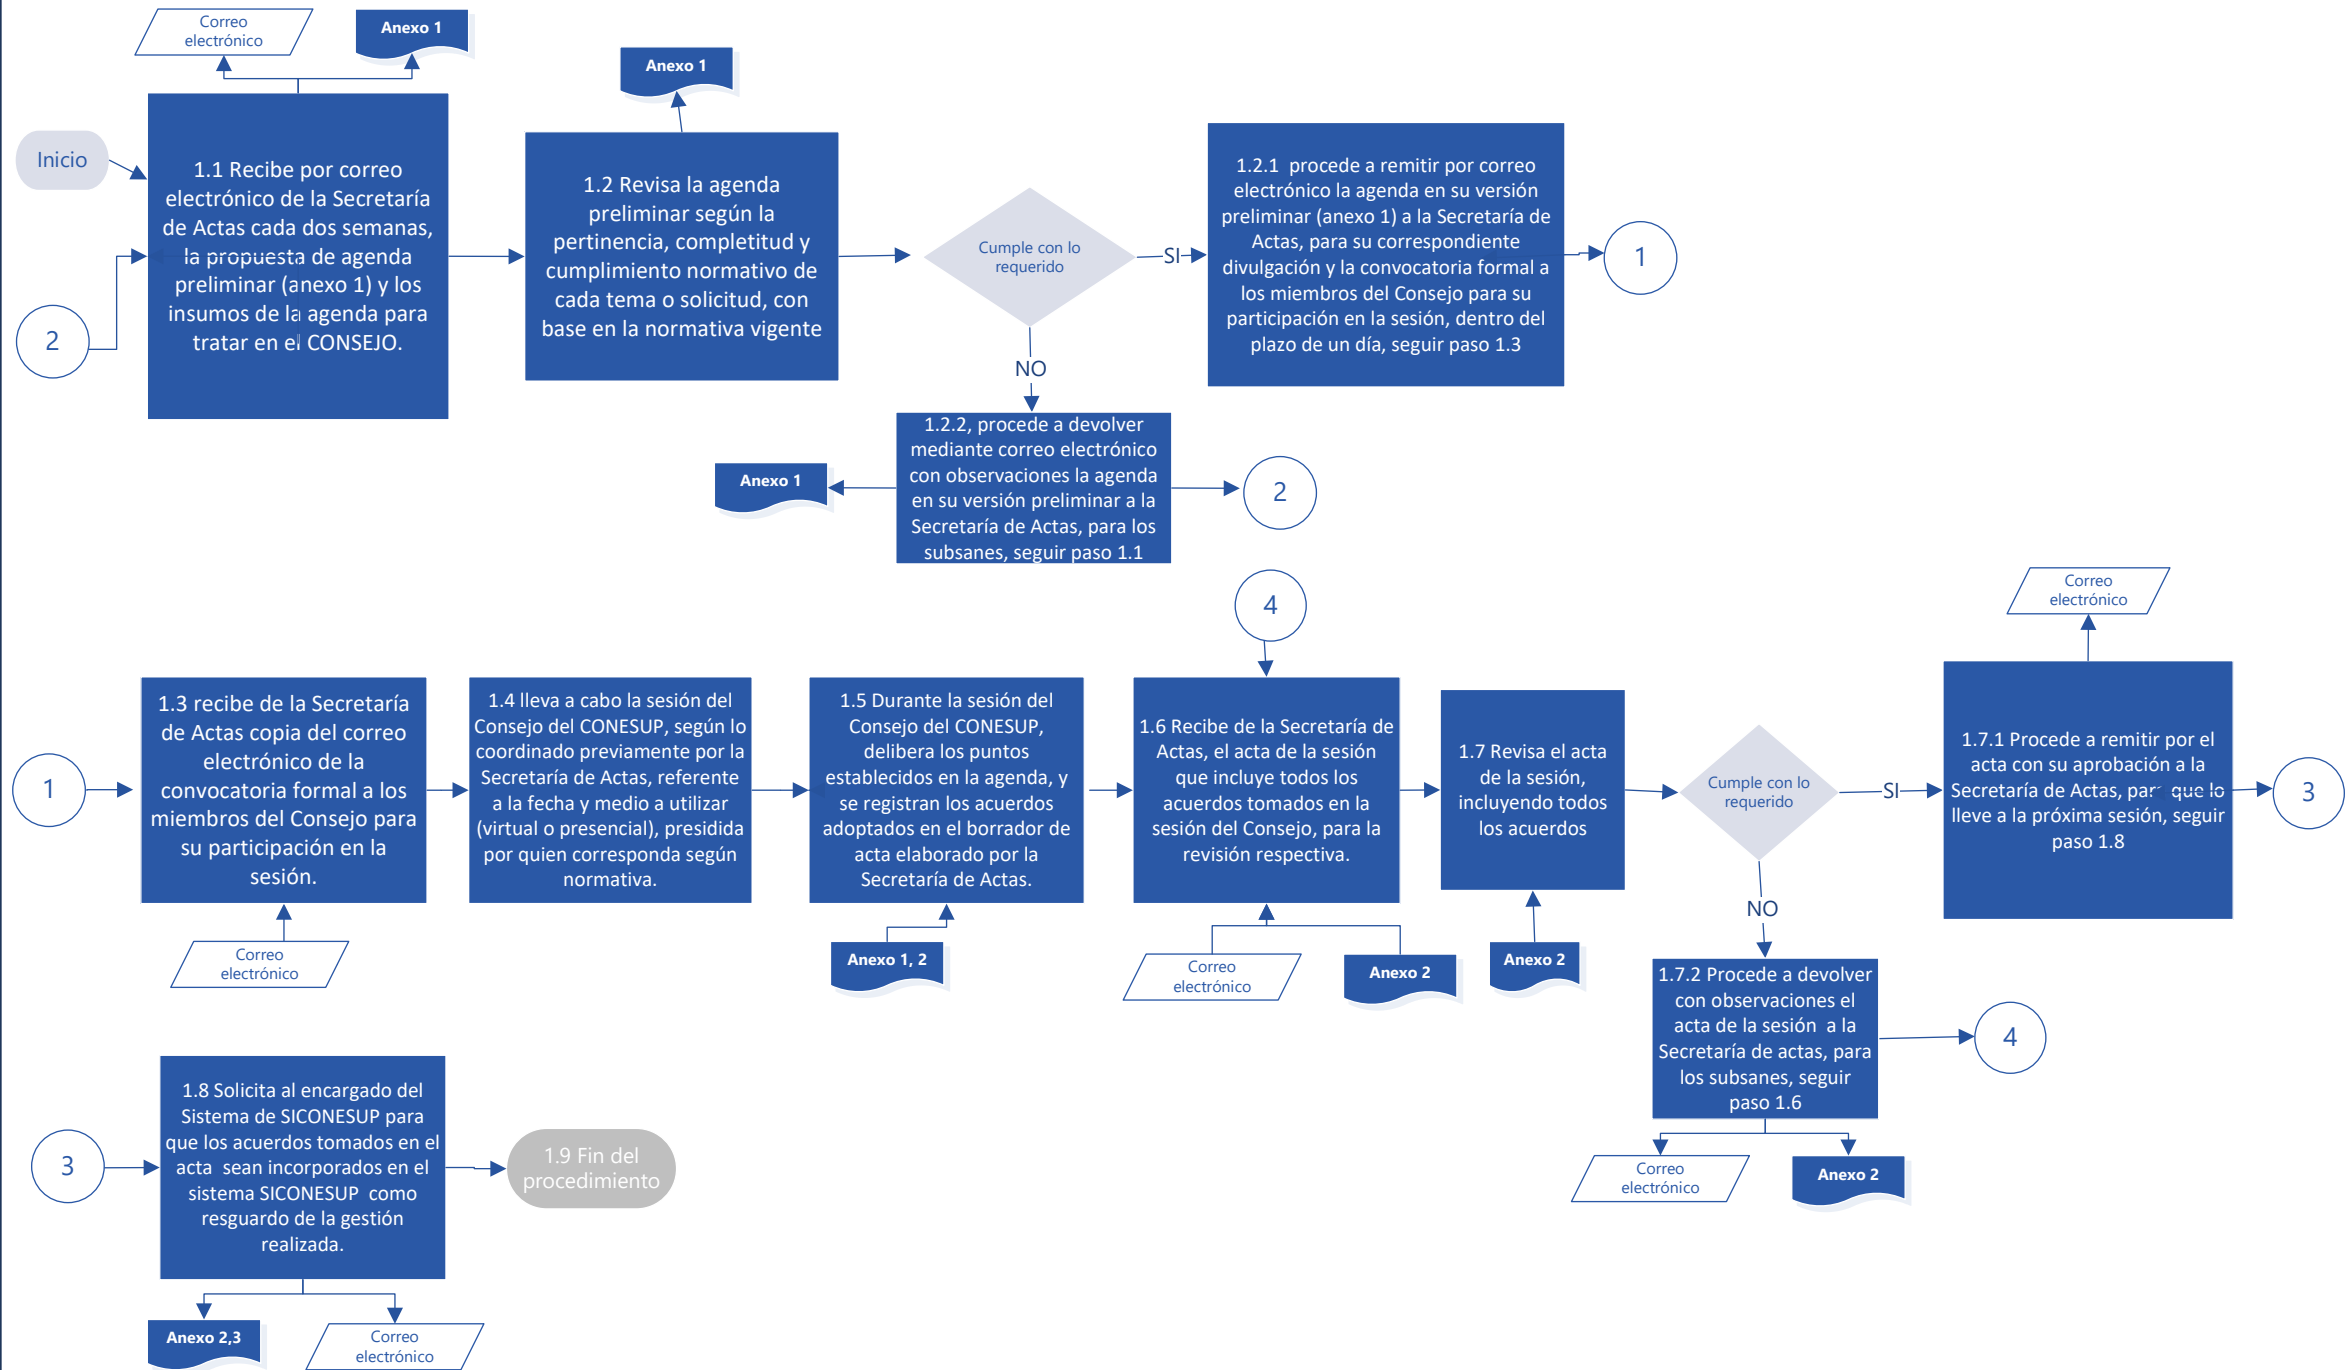 Correo
electrónico
Anexo 1
Anexo 1
Inicio
1.1 Recibe por correo
electrónico de la Secretaría
de Actas cada dos semanas,
la propuesta de agenda
preliminar (anexo 1) y los
insumos de la agenda para
tratar en el CONSEJO.
2
1.2 Revisa la agenda
preliminar según la
pertinencia, completitud y
cumplimiento normativo de
cada tema o solicitud, con
base en la normativa vigente
Cumple con lo
requerido
SI
NO
1.2.1  procede a remitir por correo
electrónico la agenda en su versión
preliminar (anexo 1) a la Secretaría de
Actas, para su correspondiente
divulgación y la convocatoria formal a
los miembros del Consejo para su
participación en la sesión, dentro del
plazo de un día, seguir paso 1.3
1
1.2.2, procede a devolver
mediante correo electrónico
con observaciones la agenda
en su versión preliminar a la
Secretaría de Actas, para los
subsanes, seguir paso 1.1
Anexo 1
2
4
Correo
electrónico
1
1.3 recibe de la Secretaría
de Actas copia del correo
electrónico de la
convocatoria formal a los
miembros del Consejo para
su participación en la
sesión.
Correo
electrónico
1.4 lleva a cabo la sesión del
Consejo del CONESUP, según lo
coordinado previamente por la
Secretaría de Actas, referente
a la fecha y medio a utilizar
(virtual o presencial), presidida
por quien corresponda según
normativa.
1.5 Durante la sesión del
Consejo del CONESUP,
delibera los puntos
establecidos en la agenda, y
se registran los acuerdos
adoptados en el borrador de
acta elaborado por la
Secretaría de Actas.
Anexo 1, 2
1.6 Recibe de la Secretaría de
Actas, el acta de la sesión
que incluye todos los
acuerdos tomados en la
sesión del Consejo, para la
revisión respectiva.
Correo
electrónico
Anexo 2
1.7 Revisa el acta
de la sesión,
incluyendo todos
los acuerdos
Anexo 2
Cumple con lo
requerido
SI
NO
1.7.1 Procede a remitir por el
acta con su aprobación a la
Secretaría de Actas, para que lo
lleve a la próxima sesión, seguir
paso 1.8
3
1.7.2 Procede a devolver
con observaciones el
acta de la sesión  a la
Secretaría de actas, para
los subsanes, seguir
paso 1.6
4
Correo
electrónico
Anexo 2
3
1.8 Solicita al encargado del
Sistema de SICONESUP para
que los acuerdos tomados en el
acta  sean incorporados en el
sistema SICONESUP  como
resguardo de la gestión
realizada.
1.9 Fin del
procedimiento
Anexo 2,3
Correo
electrónico